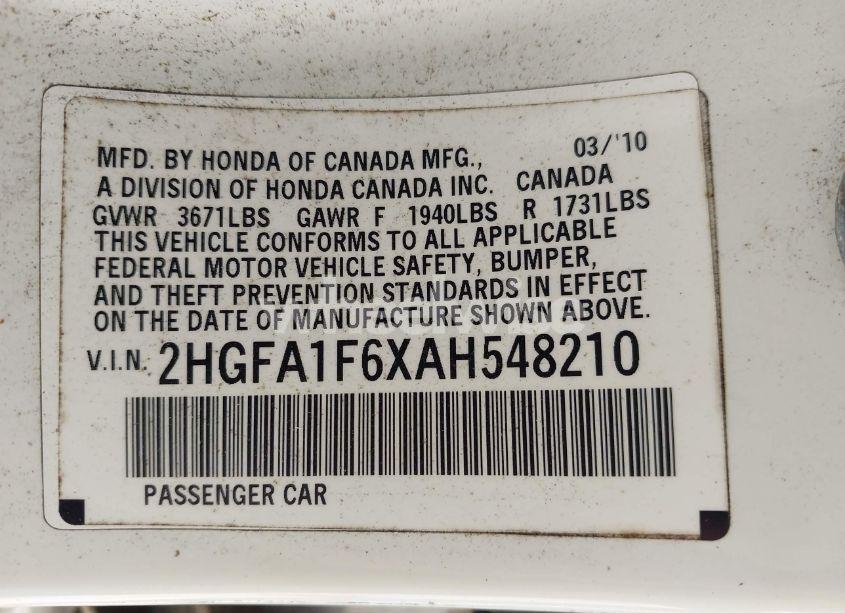 MFD. BY HONDA OF CANADA MFG., 03/'10
A DIVISION OF HONDA CANADA INC. CANADA
GVWR 3671LBS GAWR F 1940LBS R 1731LBS
THIS VEHICLE CONFORMS TO ALL APPLICABLE
FEDERAL MOTOR VEHICLE SAFETY, BUMPER,
AND THEFT PREVENTION STANDARDS IN EFFECT
ON THE DATE OF MANUFACTURE SHOWN ABOVE.
V.I.N. 2HGFA1F6XAH548210
PASSENGER CAR